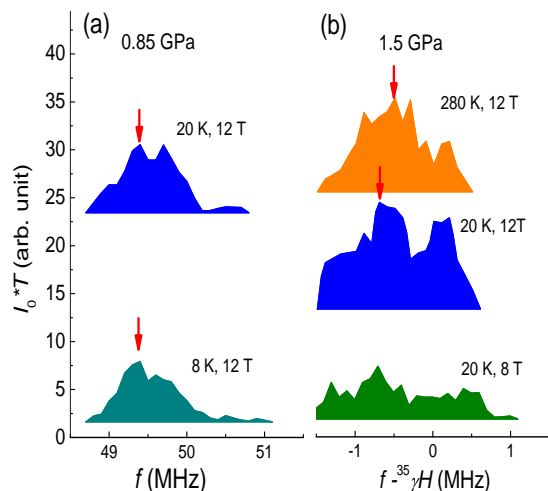 (a)
0.85 GPa
20 K, 12 T
8 K, 12 T
(b)
1.5 GPa
280 K, 12 T
20 K, 12T
20 K, 8 T
I₀*T (arb. unit)
40
35
30
25
20
15
10
5
0
49 50 51
f (MHz)
-1 0 1
f -³⁵γH (MHz)